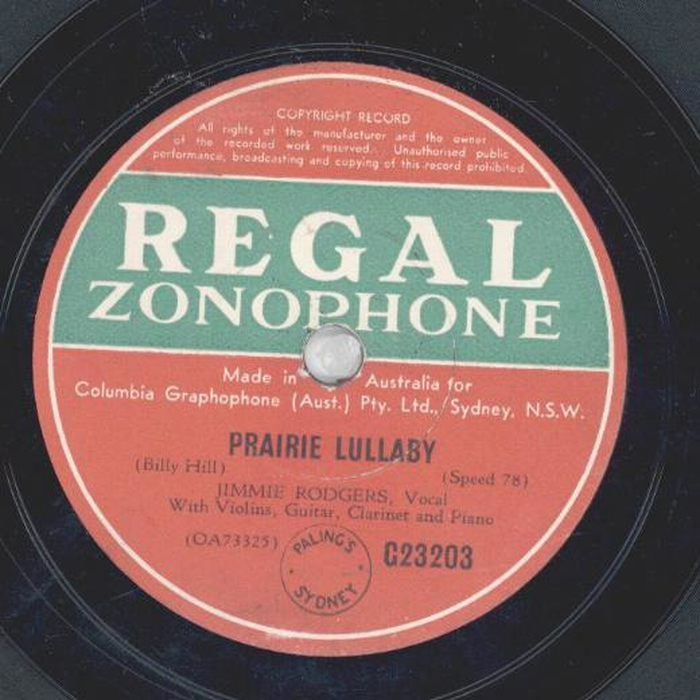 COPYRIGHT RECORD
All rights of the manufacturer and the owner
of the recorded work reserved. Unauthorised public
performance, broadcasting and copying of this record prohibited.
REGAL
ZONOPHONE
Made in Australia for
Columbia Graphophone (Aust.) Pty. Ltd., Sydney, N.S.W.
PRAIRIE LULLABY
(Billy Hill)
(Speed 78)
JIMMIE RODGERS, Vocal
With Violins, Guitar, Clarinet and Piano
(OA73325)
PALING'S
SYDNEY
G23203